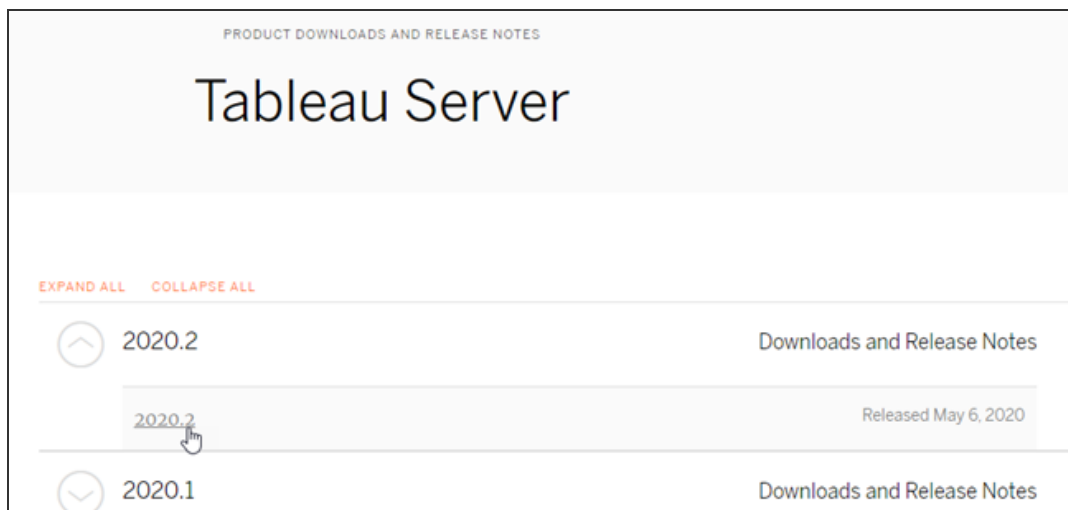 PRODUCT DOWNLOADS AND RELEASE NOTES
Tableau Server
EXPAND ALL COLLAPSE ALL
2020.2 Downloads and Release Notes
2020.2 Released May 6, 2020
2020.1 Downloads and Release Notes